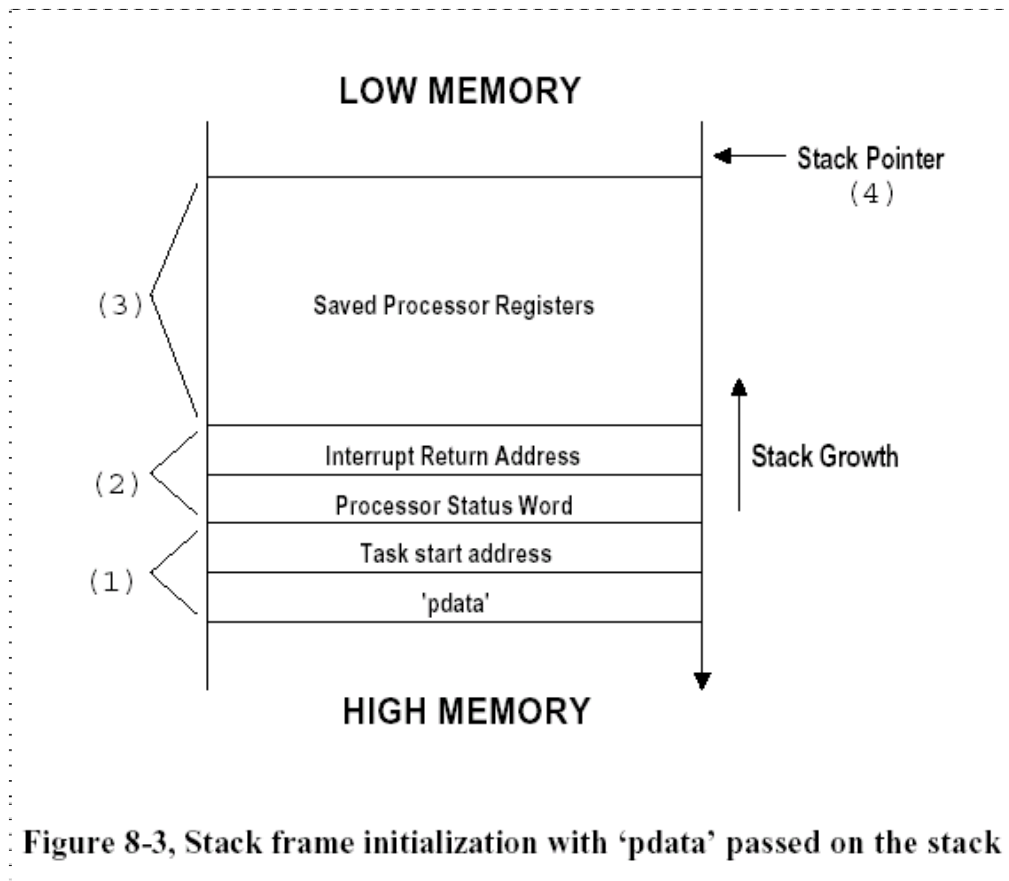 LOW MEMORY
Stack Pointer
(4)
(3)
Saved Processor Registers
Interrupt Return Address
Stack Growth
(2)
Processor Status Word
Task start address
(1)
'pdata'
HIGH MEMORY
Figure 8-3, Stack frame initialization with ‘pdata’ passed on the stack